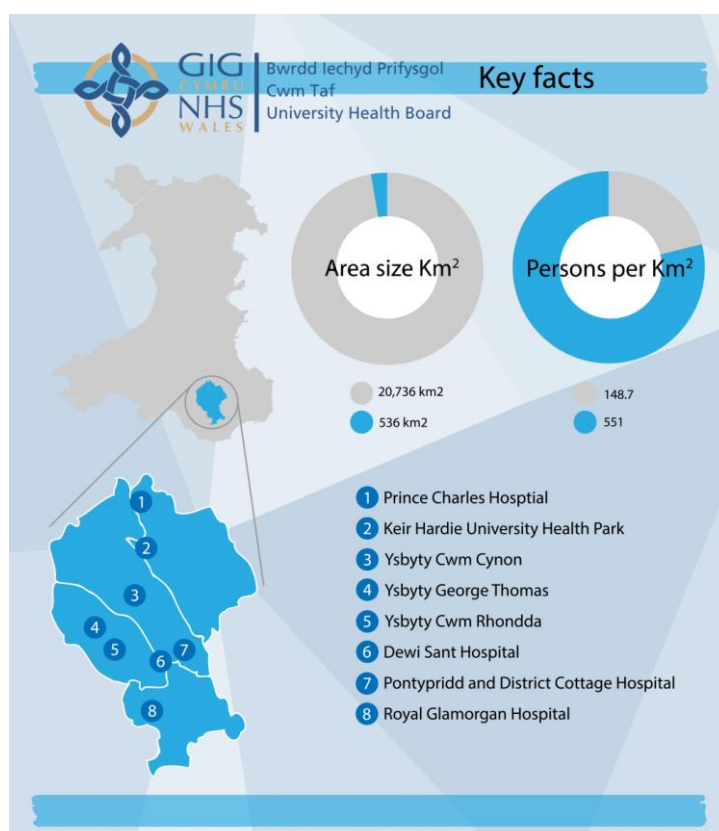 GIG
CYMRU
NHS
WALES
Bwrdd Iechyd Prifysgol
Cwm Taf
University Health Board
Key facts
Area size Km²
Persons per Km²
20,736 km2
536 km2
148.7
551
1 Prince Charles Hosptial
2 Keir Hardie University Health Park
3 Ysbyty Cwm Cynon
4 Ysbyty George Thomas
5 Ysbyty Cwm Rhondda
6 Dewi Sant Hospital
7 Pontypridd and District Cottage Hospital
8 Royal Glamorgan Hospital
1
2
3
4
5
6
7
8